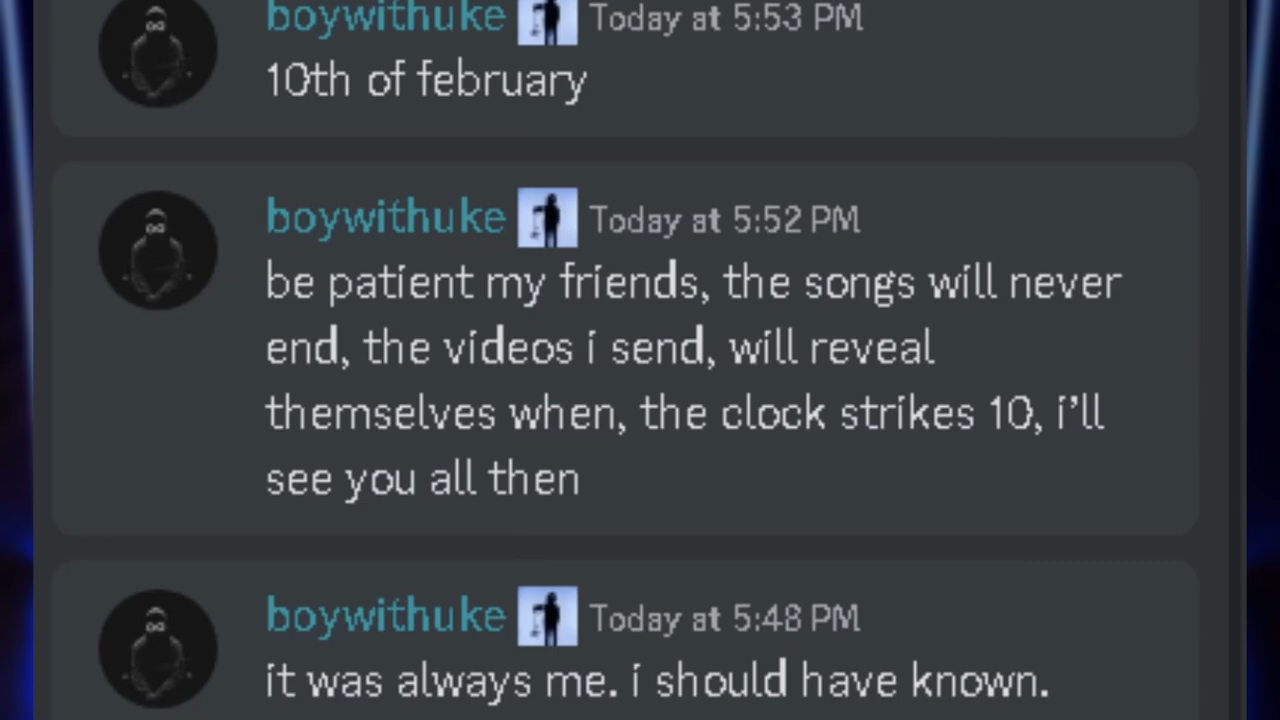 boywithuke Today at 5:53 PM
10th of february
boywithuke Today at 5:52 PM
be patient my friends, the songs will never
end, the videos i send, will reveal
themselves when, the clock strikes 10, i'll
see you all then
boywithuke Today at 5:48 PM
it was always me. i should have known.